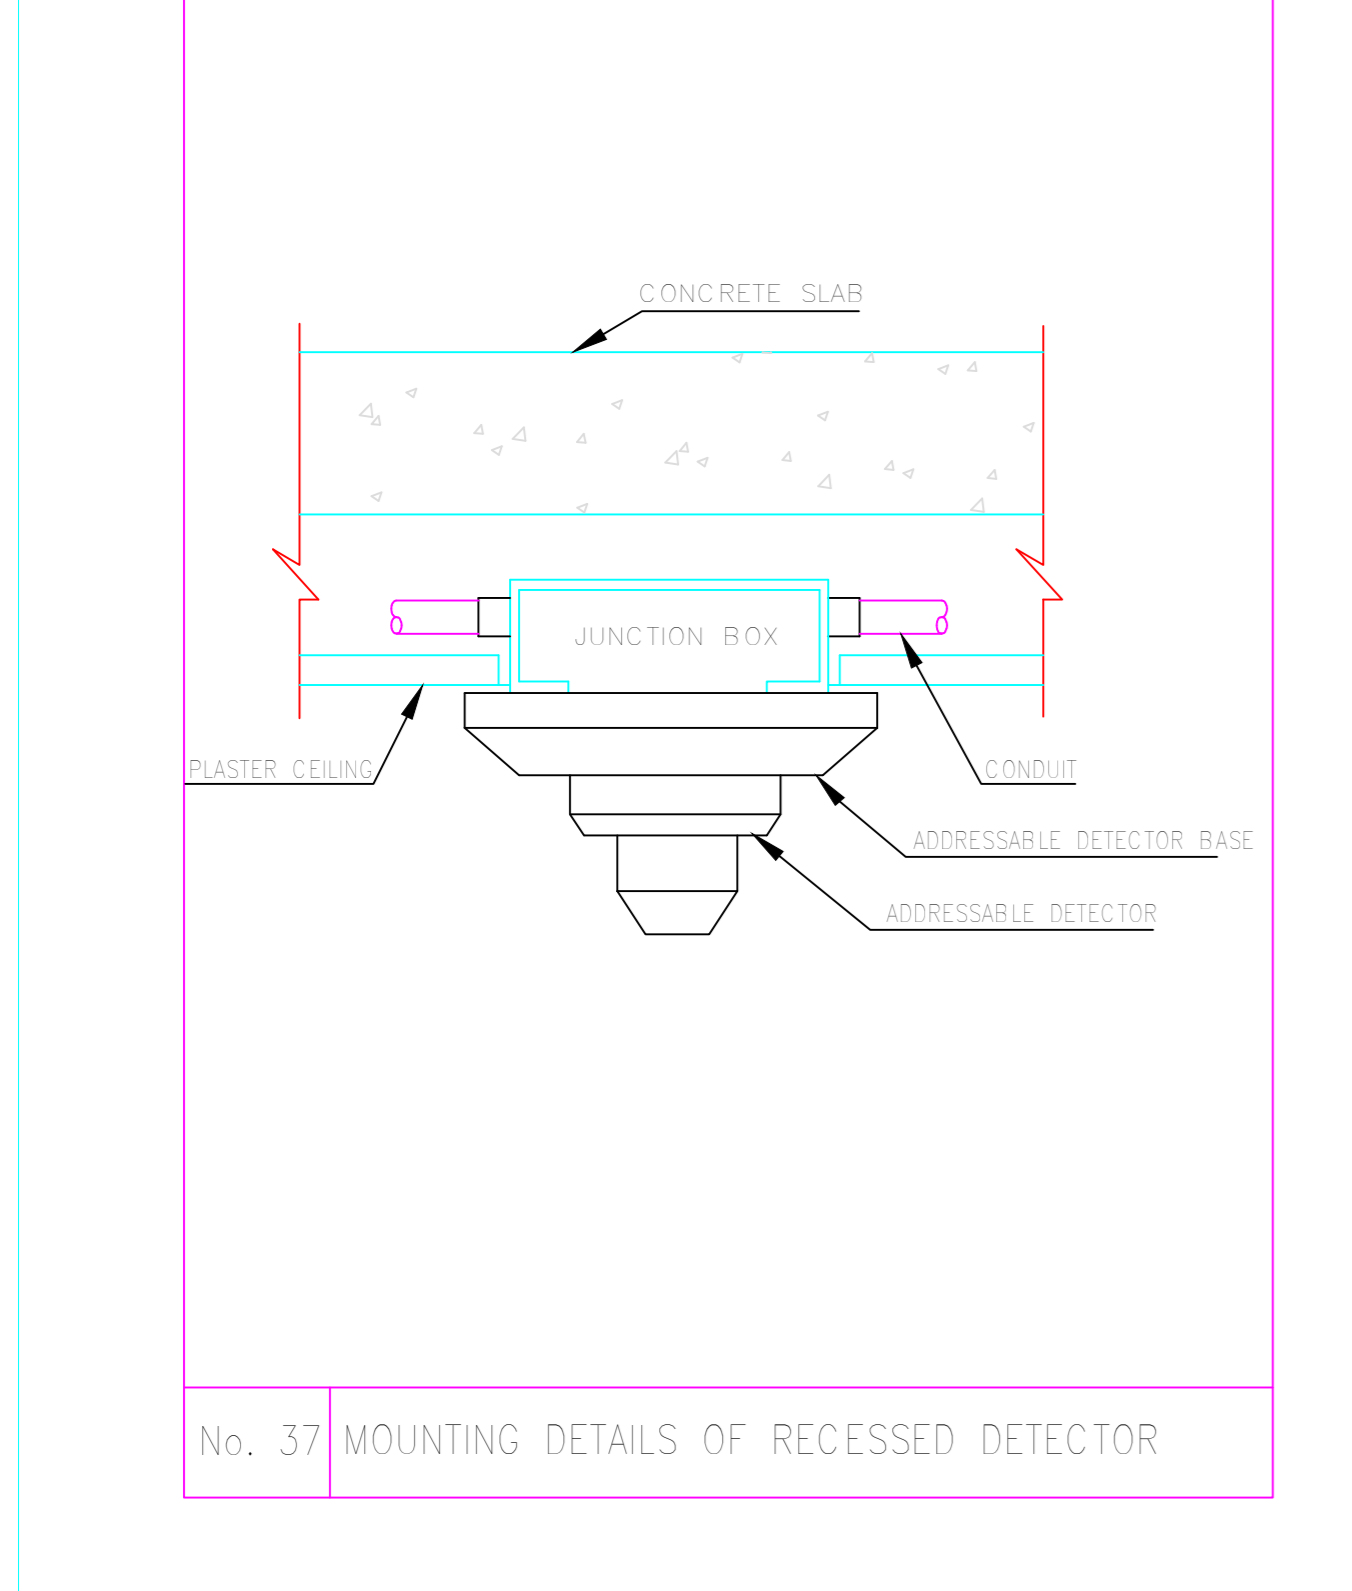 CONCRETE SLAB
JUNCTION BOX
PLASTER CEILING
CONDUIT
ADDRESSABLE DETECTOR BASE
ADDRESSABLE DETECTOR
No. 37 MOUNTING DETAILS OF RECESSED DETECTOR